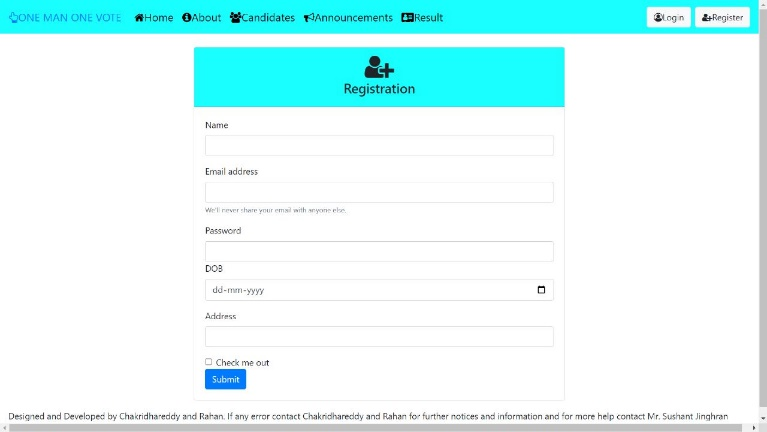 ONE MAN ONE VOTE Home About Candidates Announcements Result Login Register
Registration
Name
Email address
We'll never share your email with anyone else.
Password
DOB
dd-mm-yyyy
Address
Check me out
Submit
Designed and Developed by Chakridhareddy and Rahan. If any error contact Chakridhareddy and Rahan for further notices and information and for more help contact Mr. Sushant Jinghran